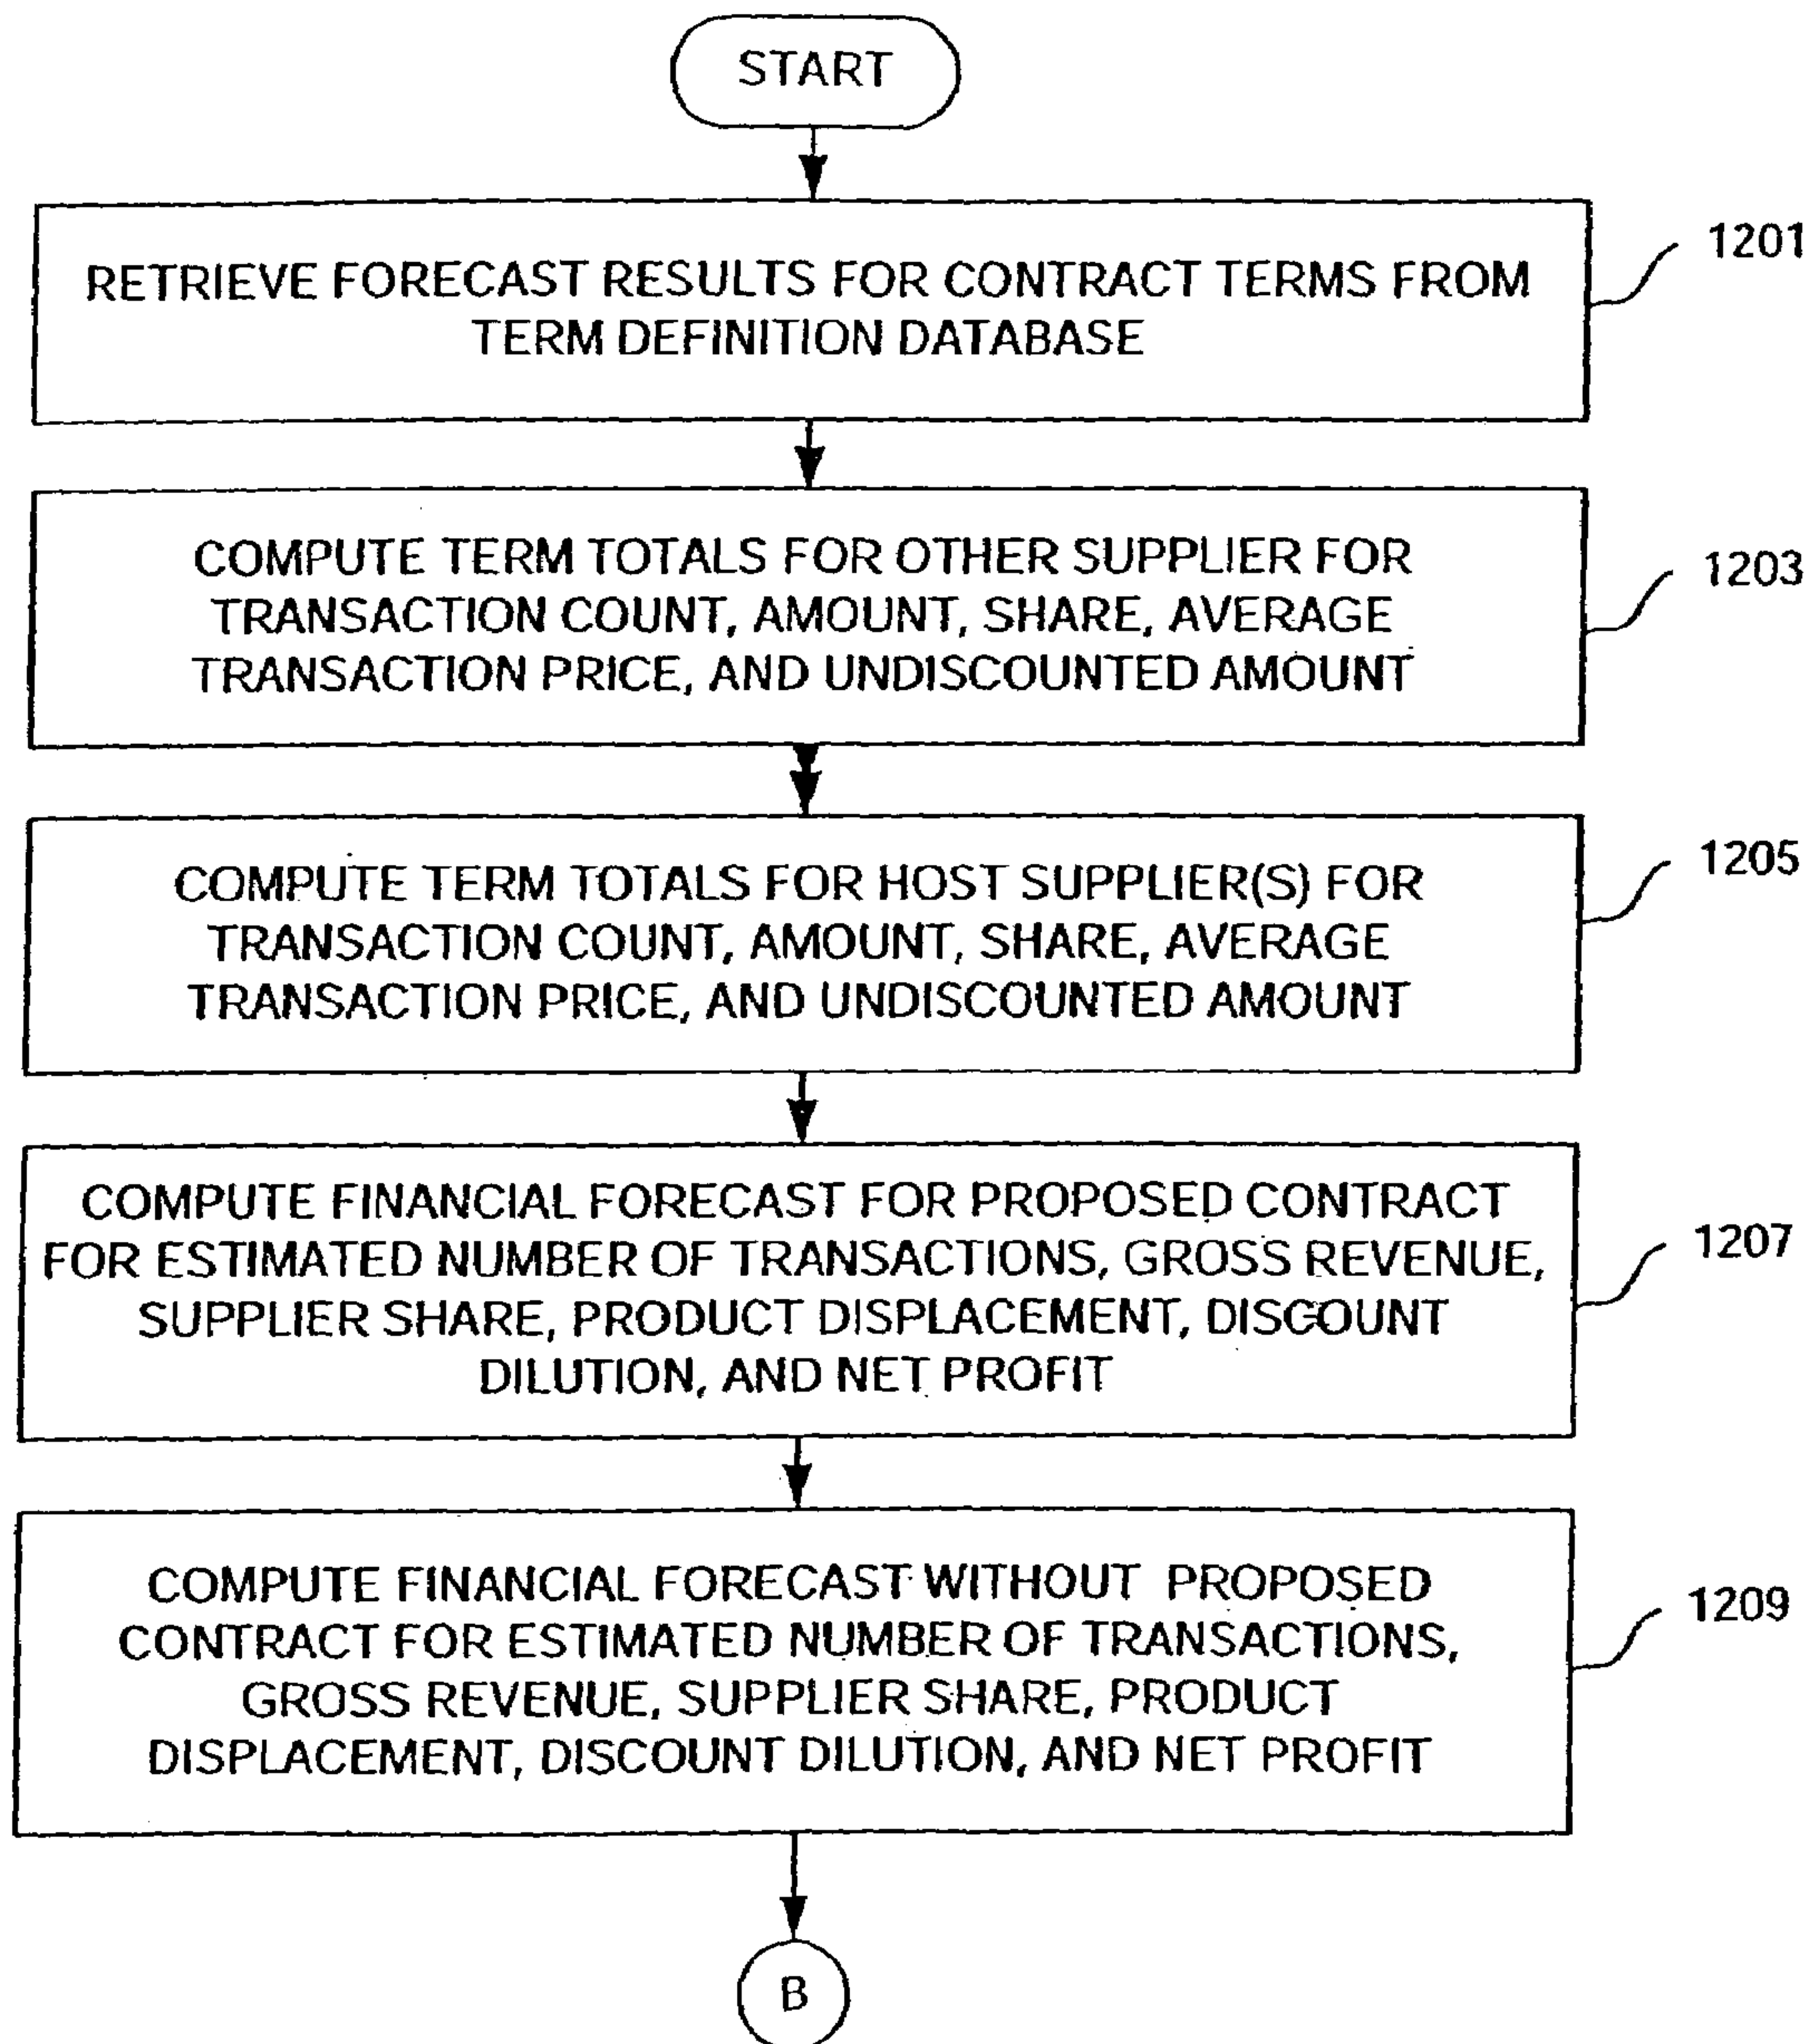 START
RETRIEVE FORECAST RESULTS FOR CONTRACT TERMS FROM
TERM DEFINITION DATABASE
1201
COMPUTE TERM TOTALS FOR OTHER SUPPLIER FOR
TRANSACTION COUNT, AMOUNT, SHARE, AVERAGE
TRANSACTION PRICE, AND UNDISCOUNTED AMOUNT
1203
COMPUTE TERM TOTALS FOR HOST SUPPLIER(S) FOR
TRANSACTION COUNT, AMOUNT, SHARE, AVERAGE
TRANSACTION PRICE, AND UNDISCOUNTED AMOUNT
1205
COMPUTE FINANCIAL FORECAST FOR PROPOSED CONTRACT
FOR ESTIMATED NUMBER OF TRANSACTIONS, GROSS REVENUE,
SUPPLIER SHARE, PRODUCT DISPLACEMENT, DISCOUNT
DILUTION, AND NET PROFIT
1207
COMPUTE FINANCIAL FORECAST WITHOUT PROPOSED
CONTRACT FOR ESTIMATED NUMBER OF TRANSACTIONS,
GROSS REVENUE, SUPPLIER SHARE, PRODUCT
DISPLACEMENT, DISCOUNT DILUTION, AND NET PROFIT
1209
B